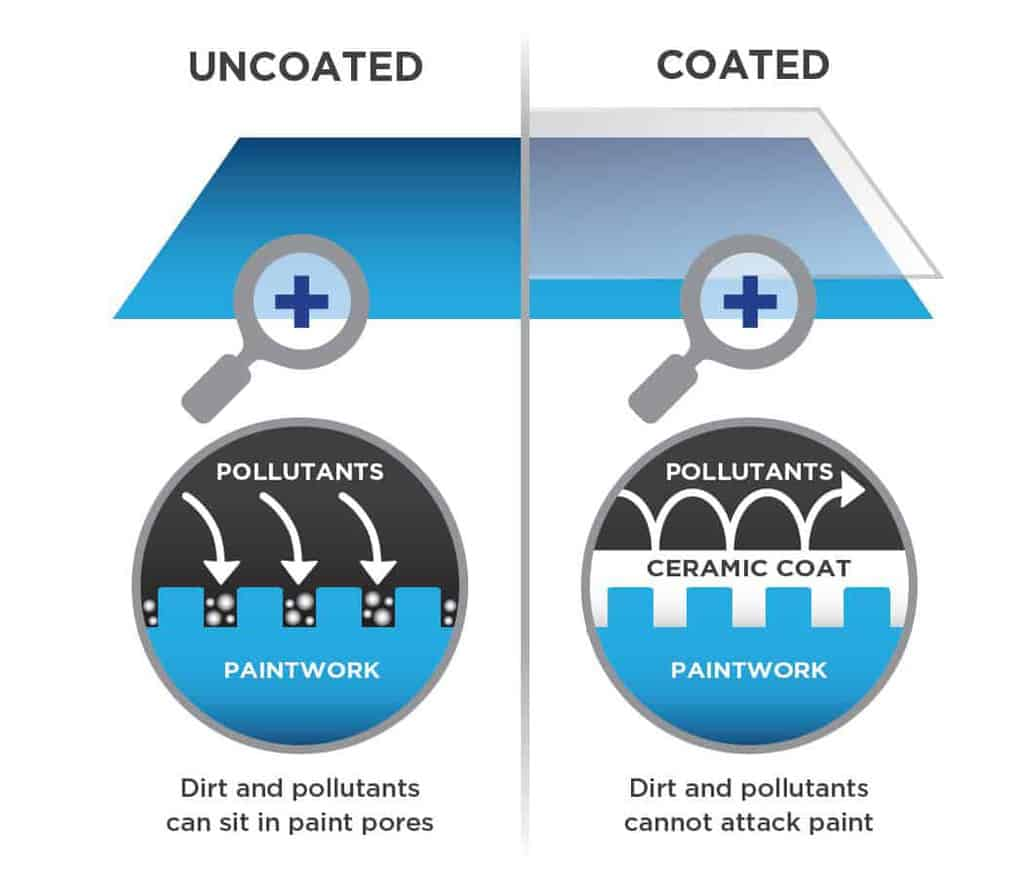 UNCOATED
POLLUTANTS
PAINTWORK
Dirt and pollutants
can sit in paint pores
COATED
POLLUTANTS
CERAMIC COAT
PAINTWORK
Dirt and pollutants
cannot attack paint